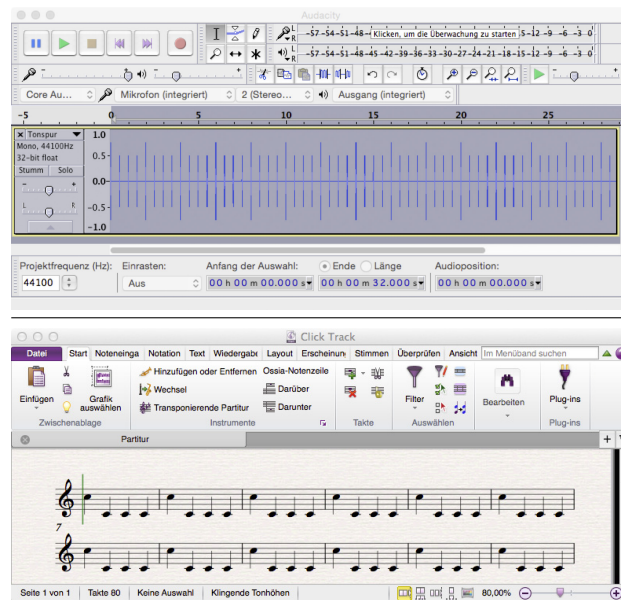 Audacity
L R -57 -54 -51 -48 - Klicken, um die Überwachung zu starten 5 -12 -9 -6 -3 0
L R -57 -54 -51 -48 -45 -42 -39 -36 -33 -30 -27 -24 -21 -18 -15 -12 -9 -6 -3 0
Core Au... Mikrofon (integriert) 2 (Stereo... Ausgang (integriert)
-5 0 5 10 15 20 25
Tonspur 1.0
Mono, 44100Hz
32-bit float 0.5
Stumm Solo
0.0
L R -0.5
-1.0
Projektfrequenz (Hz): Einrasten: Anfang der Auswahl: Ende Länge Audioposition:
44100 Aus 00 h 00 m 00.000 s 00 h 00 m 32.000 s 00 h 00 m 00.000 s
Click Track
Datei Start Noteneinga Notation Text Wiedergabe Layout Erscheinun Stimmen Überprüfen Ansicht Im Menüband suchen
Hinzufügen oder Entfernen Ossia-Notenzeile
Wechsel Darüber
Einfügen Grafik auswählen Transponierende Partitur Darunter Filter Bearbeiten Plug-ins
Zwischenablage Instrumente Takte Auswählen Plug-ins
Partitur
7
Seite 1 von 1 Takte 80 Keine Auswahl Klingende Tonhöhen 80,00%